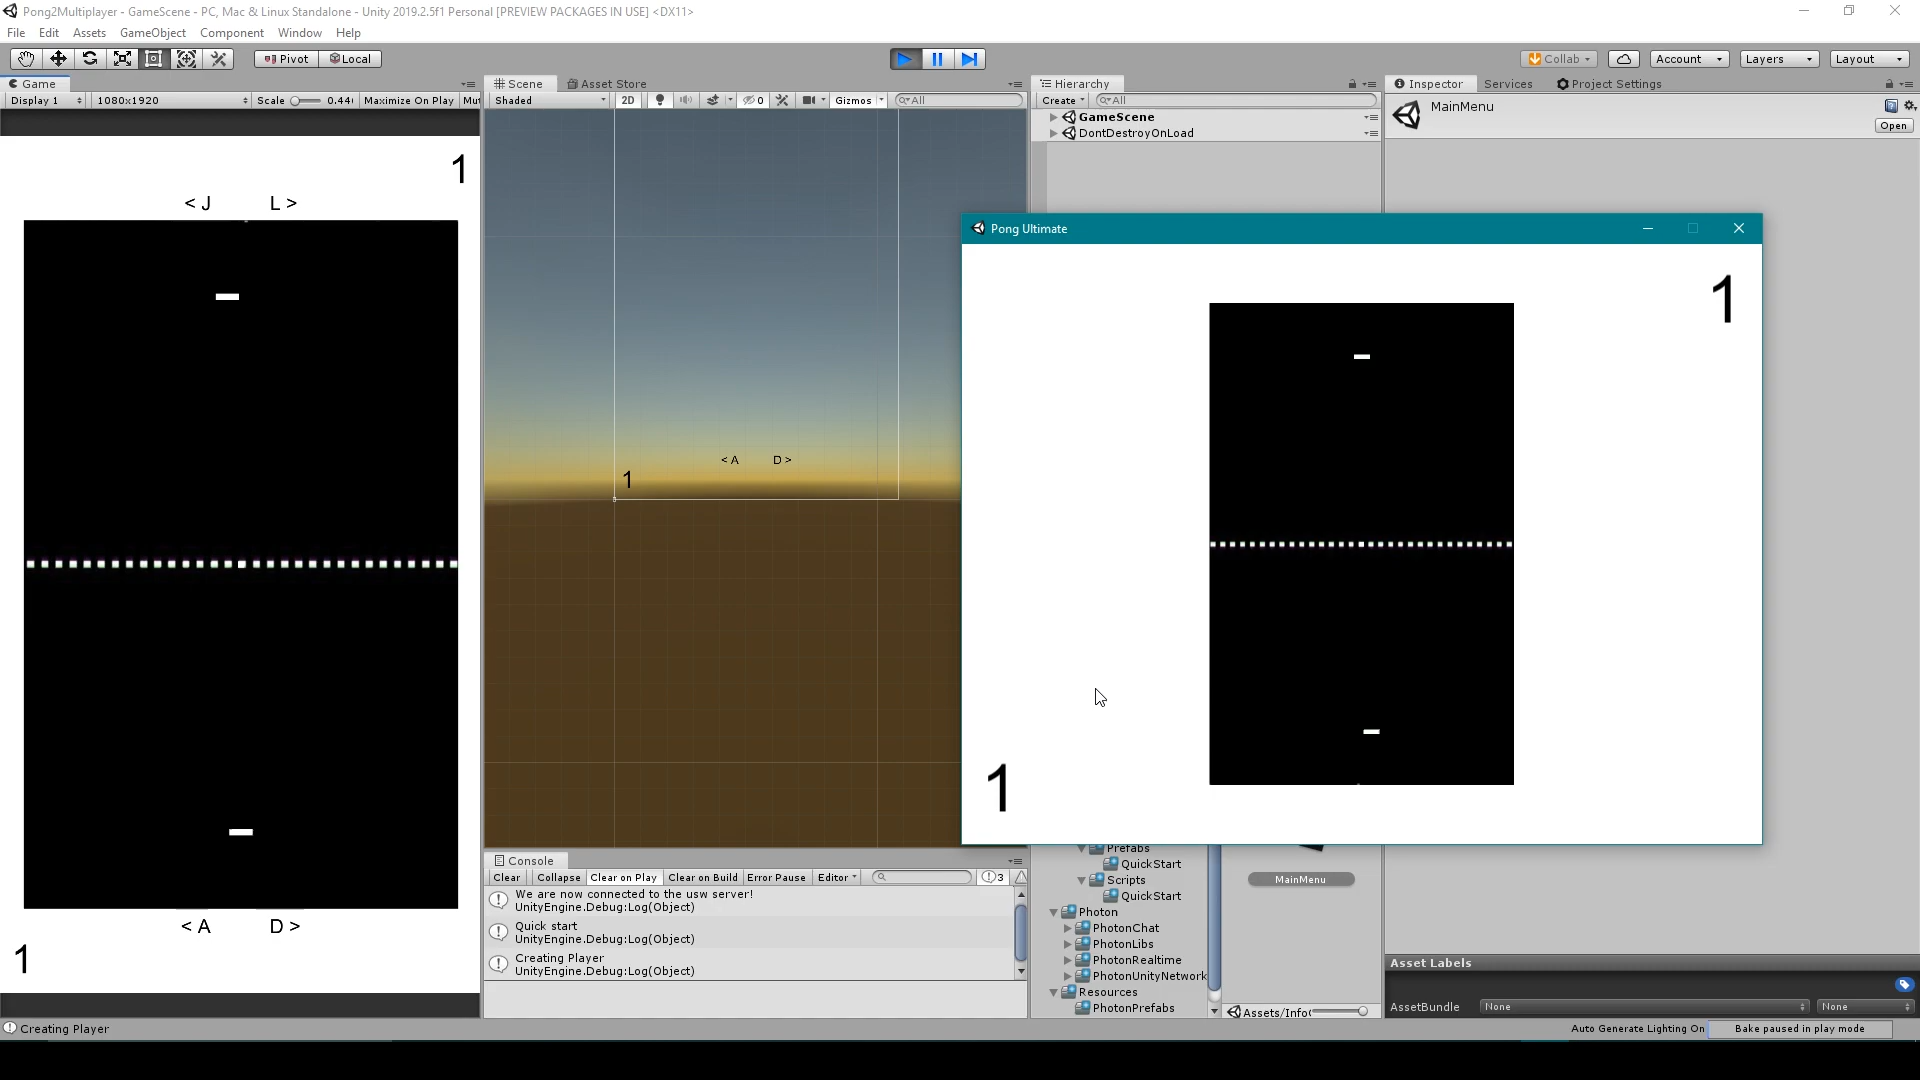 Pong2Multiplayer - GameScene - PC, Mac & Linux Standalone - Unity 2019.2.5f1 Personal [PREVIEW PACKAGES IN USE] <DX11>
File Edit Assets GameObject Component Window Help
Pivot Local Collab Account Layers Layout
Game Scene Asset Store Hierarchy Inspector Services Project Settings
Display 1 1080x1920 Scale 0.44 Maximize On Play Mut Shaded 2D 0 Gizmos All Create All
MainMenu
Open
GameScene
DontDestroyOnLoad
1
< J L >
Pong Ultimate
1
< A D >
1
1
Console
Clear Collapse Clear on Play Clear on Build Error Pause Editor 3
We are now connected to the usw server!
UnityEngine.Debug:Log(Object)
Quick start
UnityEngine.Debug:Log(Object)
Creating Player
UnityEngine.Debug:Log(Object)
< A D >
1
Prefabs
QuickStart
Scripts
QuickStart
Photon
PhotonChat
PhotonLibs
PhotonRealtime
PhotonUnityNetwork
Resources
PhotonPrefabs
MainMenu
Assets/Info
Asset Labels
AssetBundle None None
Creating Player
Auto Generate Lighting On Bake paused in play mode